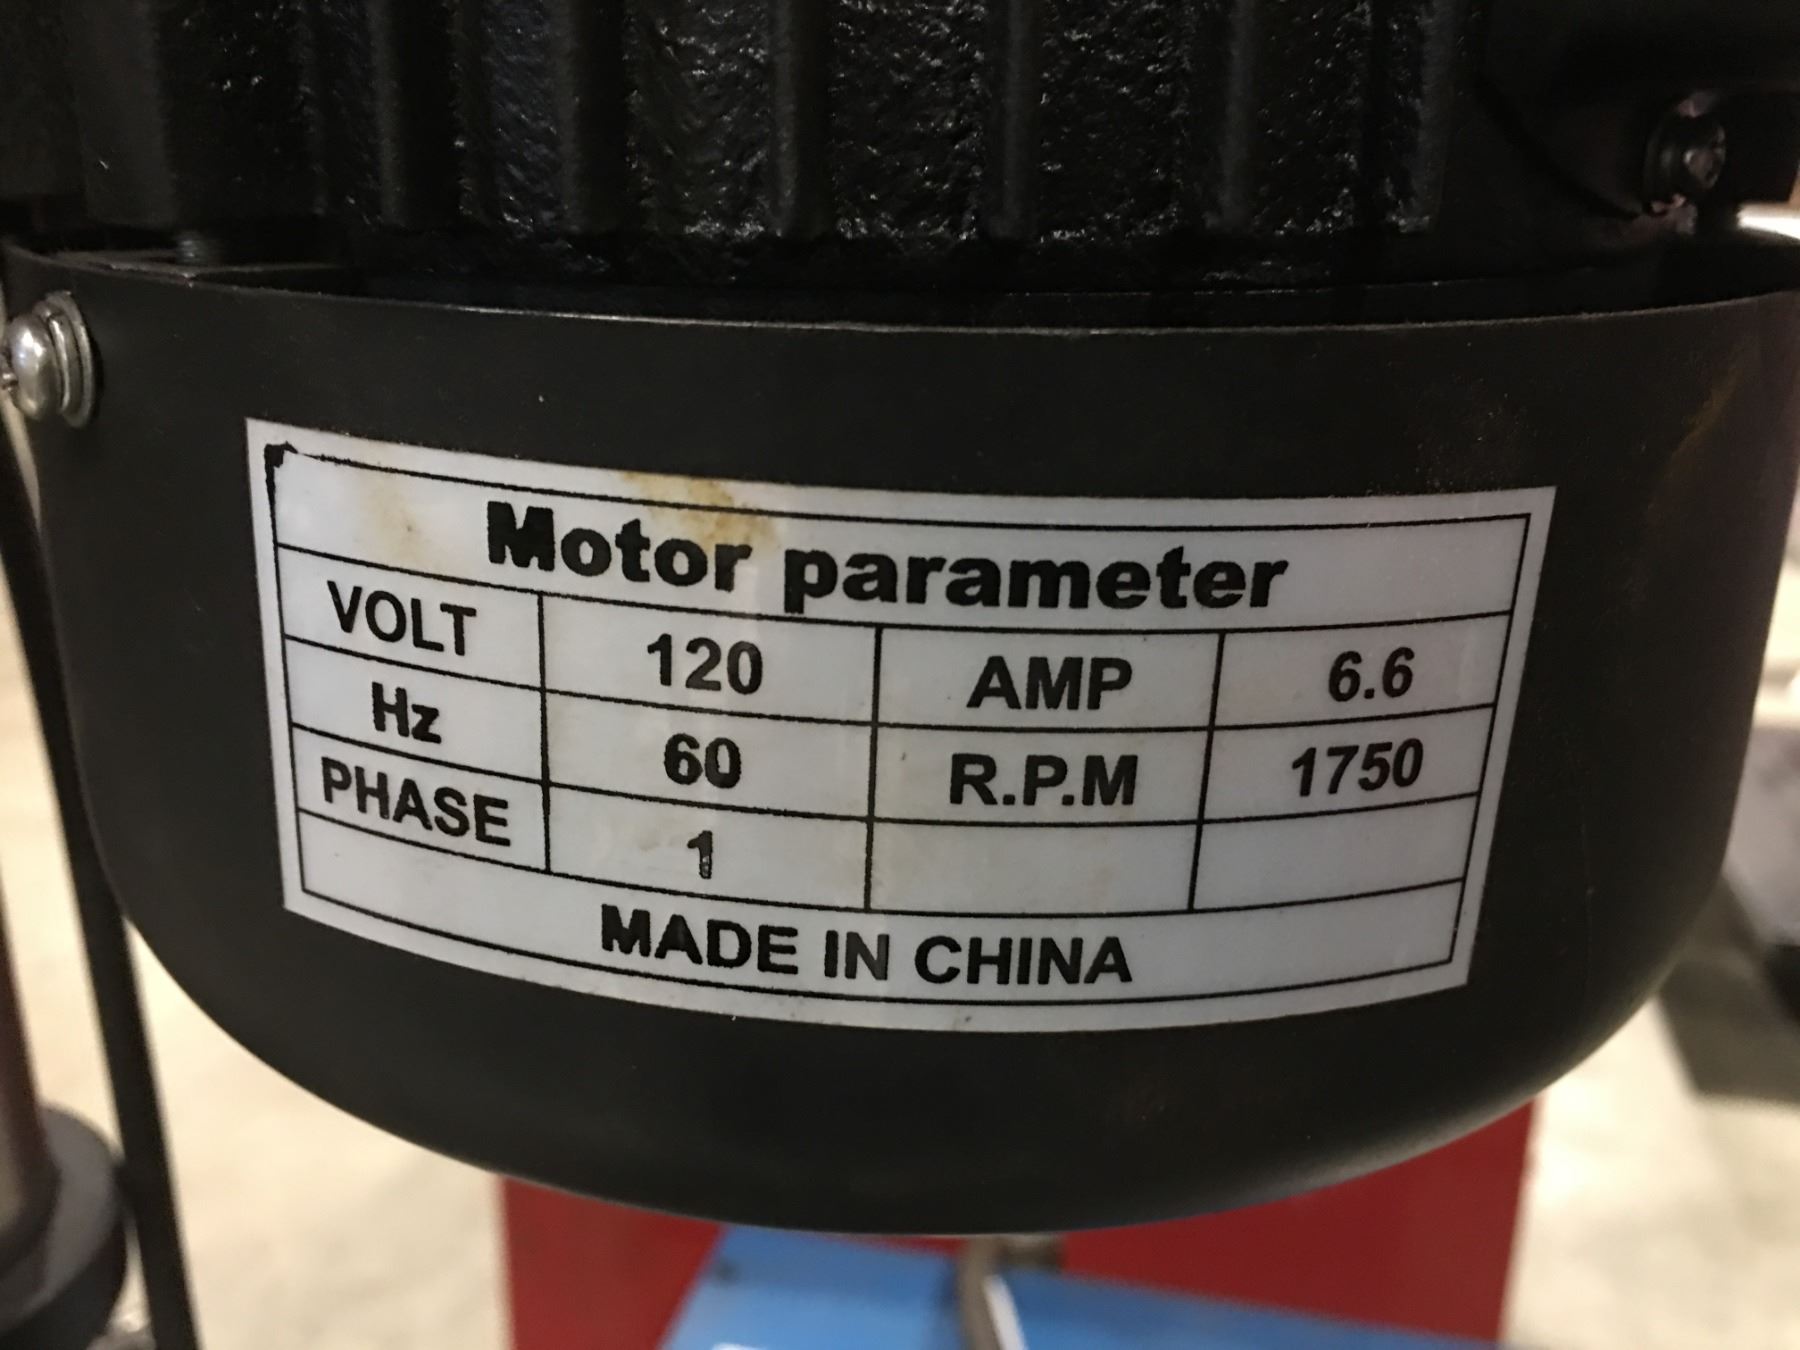 Motor parameter
VOLT 120 AMP 6.6
Hz 60 R.P.M 1750
PHASE 1
MADE IN CHINA